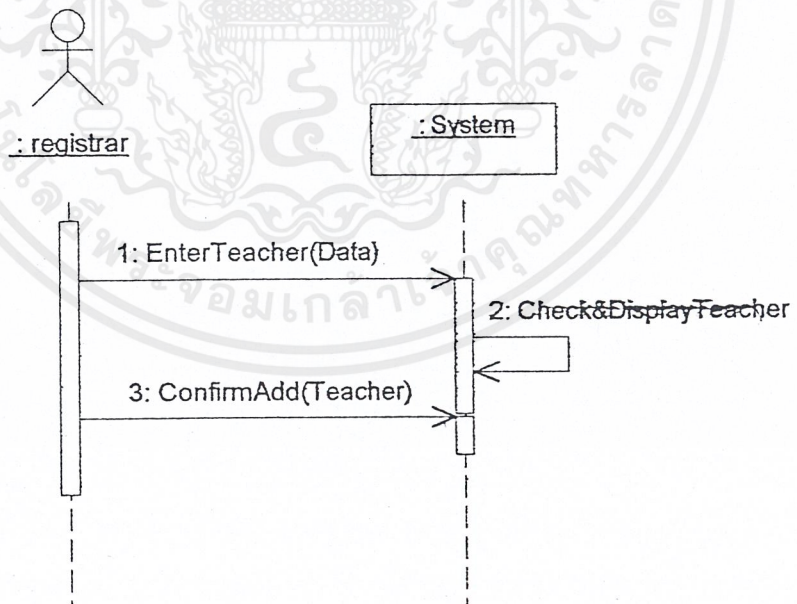 : registrar
: System
1: EnterTeacher(Data)
2: Check&DisplayTeacher
3: ConfirmAdd(Teacher)